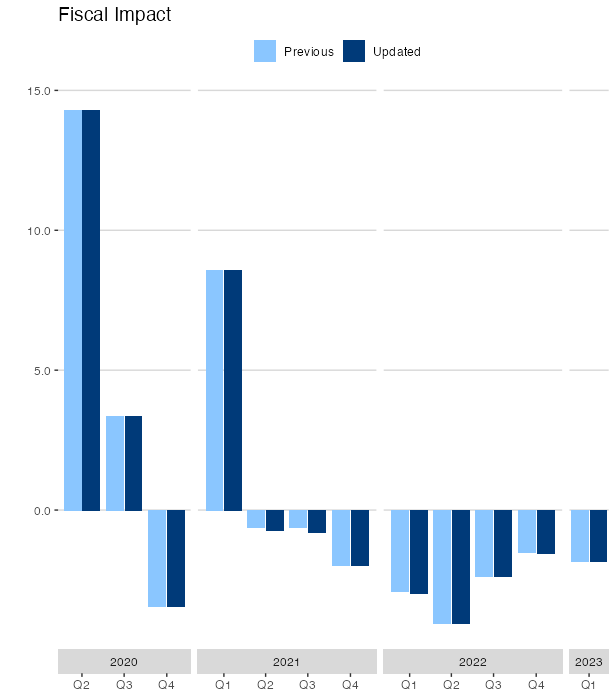 Fiscal Impact
Previous Updated
15.0
10.0
5.0
0.0
2020 2021 2022 2023
Q2 Q3 Q4 Q1 Q2 Q3 Q4 Q1 Q2 Q3 Q4 Q1